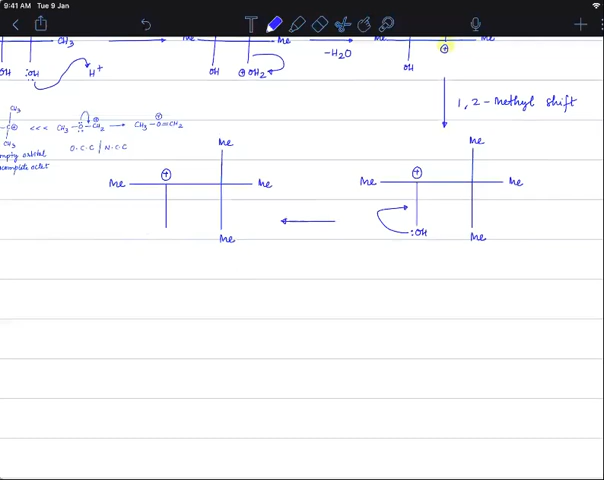 9:41 AM Tue 9 Jan
CH₃ Me Me Me Me
OH :OH H⁺ OH ⊕OH₂ -H₂O OH ⊕
1,2-Methyl shift
CH₃
C⊕ <<< CH₃-O-CH₂ ⊕ → CH₃-O=CH₂ ⊕
CH₃ O.C.C / N.C.C
empty orbital
incomplete octet
Me Me
⊕ ⊕
Me Me Me Me
Me :OH Me